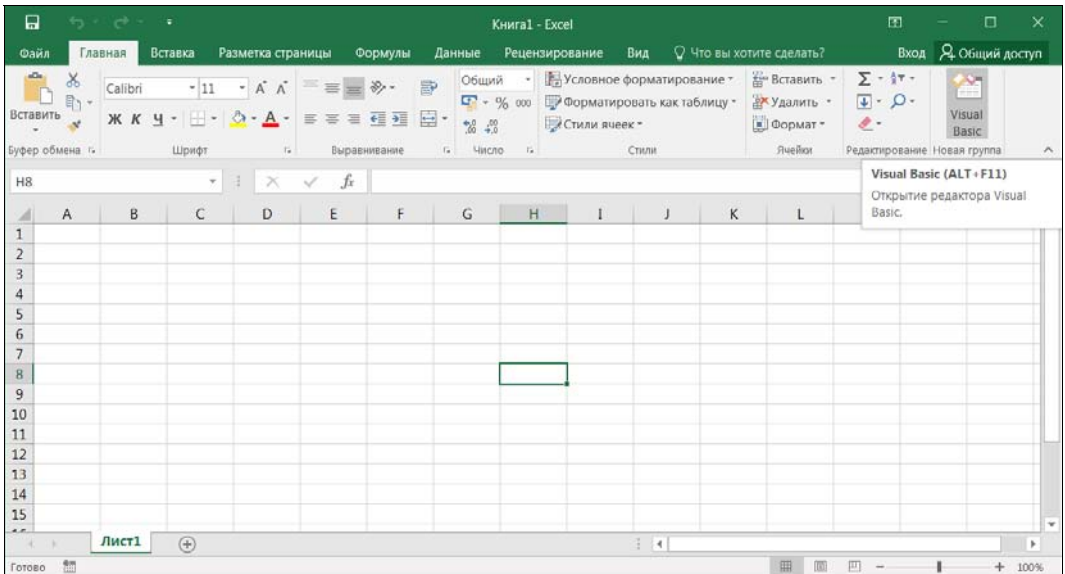 Книга1 - Excel
Файл Главная Вставка Разметка страницы Формулы Данные Рецензирование Вид Что вы хотите сделать? Вход Общий доступ
Вставить
Calibri 11
Ж К Ч
Общий
% 000
Условное форматирование
Форматировать как таблицу
Стили ячеек
Вставить
Удалить
Формат
Visual
Basic
Буфер обмена Шрифт Выравнивание Число Стили Ячейки Редактирование Новая группа
H8
fx
Visual Basic (ALT+F11)
Открытие редактора Visual
Basic.
A B C D E F G H I J K L
1
2
3
4
5
6
7
8
9
10
11
12
13
14
15
Лист1
Готово
100%